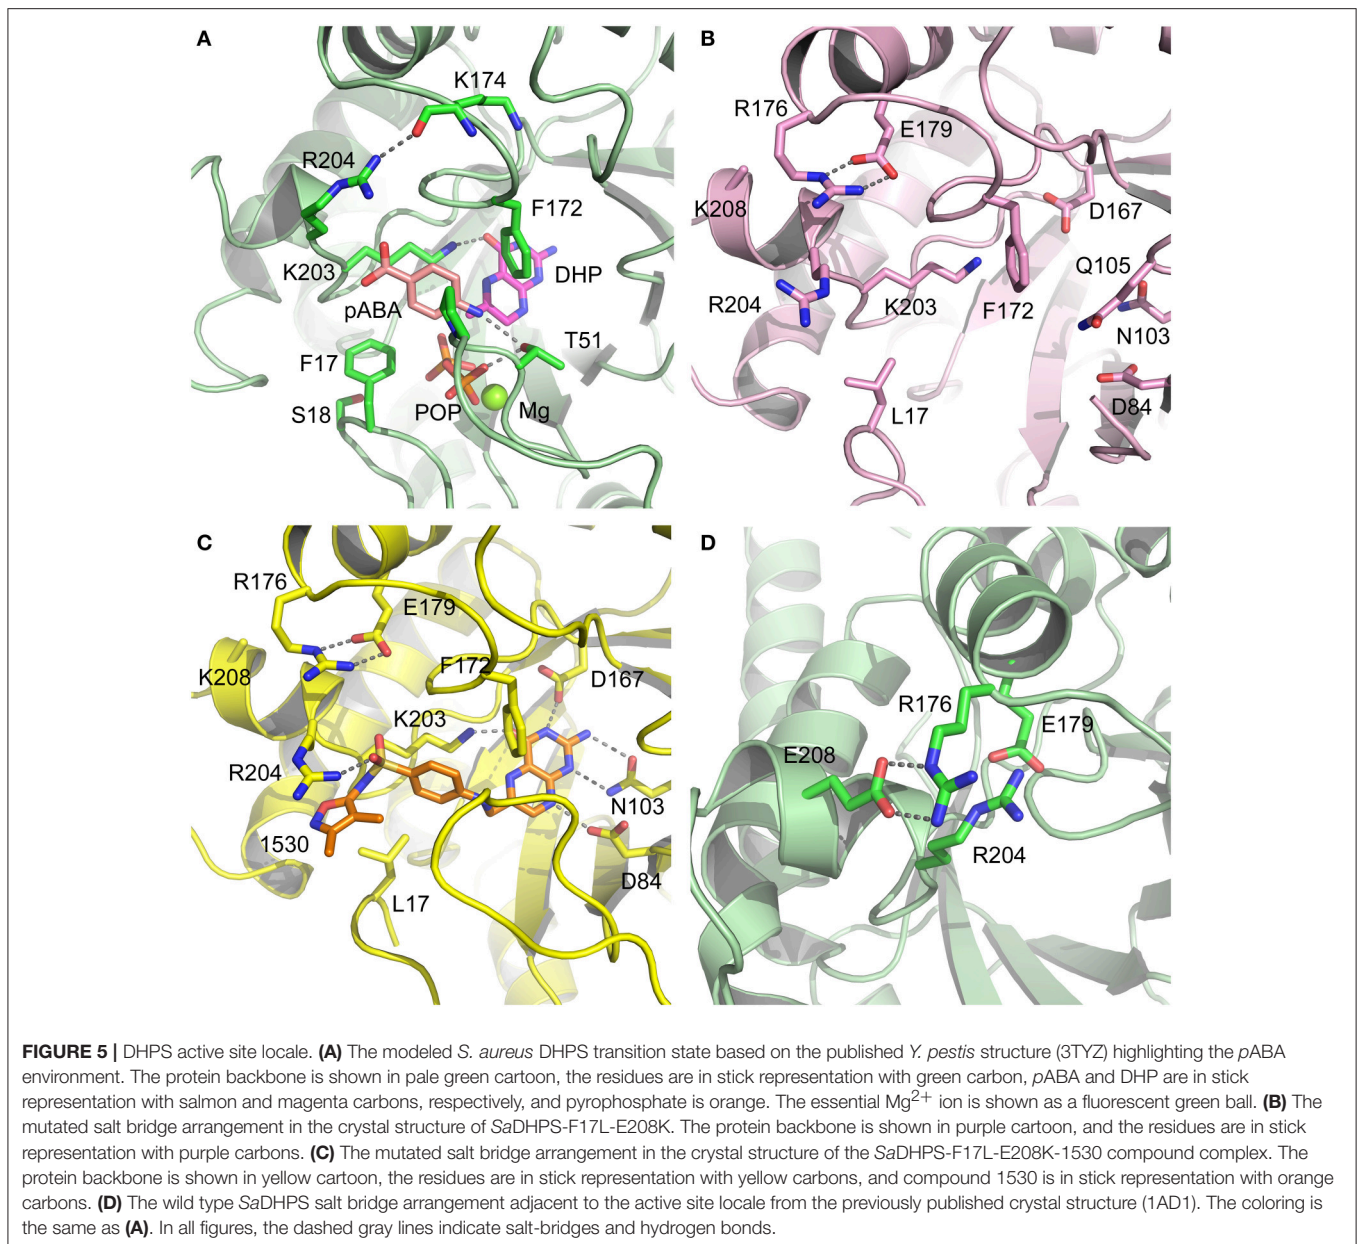 A
K174
R204
F172
K203
DHP
pABA
T51
F17
S18
POP
Mg
B
R176
E179
K208
D167
Q105
R204
K203
F172
N103
L17
D84
C
R176
E179
K208
F172
D167
K203
R204
N103
1530
D84
L17
D
R176
E179
E208
R204
FIGURE 5 | DHPS active site locale. (A) The modeled S. aureus DHPS transition state based on the published Y. pestis structure (3TYZ) highlighting the pABA
environment. The protein backbone is shown in pale green cartoon, the residues are in stick representation with green carbon, pABA and DHP are in stick
representation with salmon and magenta carbons, respectively, and pyrophosphate is orange. The essential Mg2+ ion is shown as a fluorescent green ball. (B) The
mutated salt bridge arrangement in the crystal structure of SaDHPS-F17L-E208K. The protein backbone is shown in purple cartoon, and the residues are in stick
representation with purple carbons. (C) The mutated salt bridge arrangement in the crystal structure of the SaDHPS-F17L-E208K-1530 compound complex. The
protein backbone is shown in yellow cartoon, the residues are in stick representation with yellow carbons, and compound 1530 is in stick representation with orange
carbons. (D) The wild type SaDHPS salt bridge arrangement adjacent to the active site locale from the previously published crystal structure (1AD1). The coloring is
the same as (A). In all figures, the dashed gray lines indicate salt-bridges and hydrogen bonds.